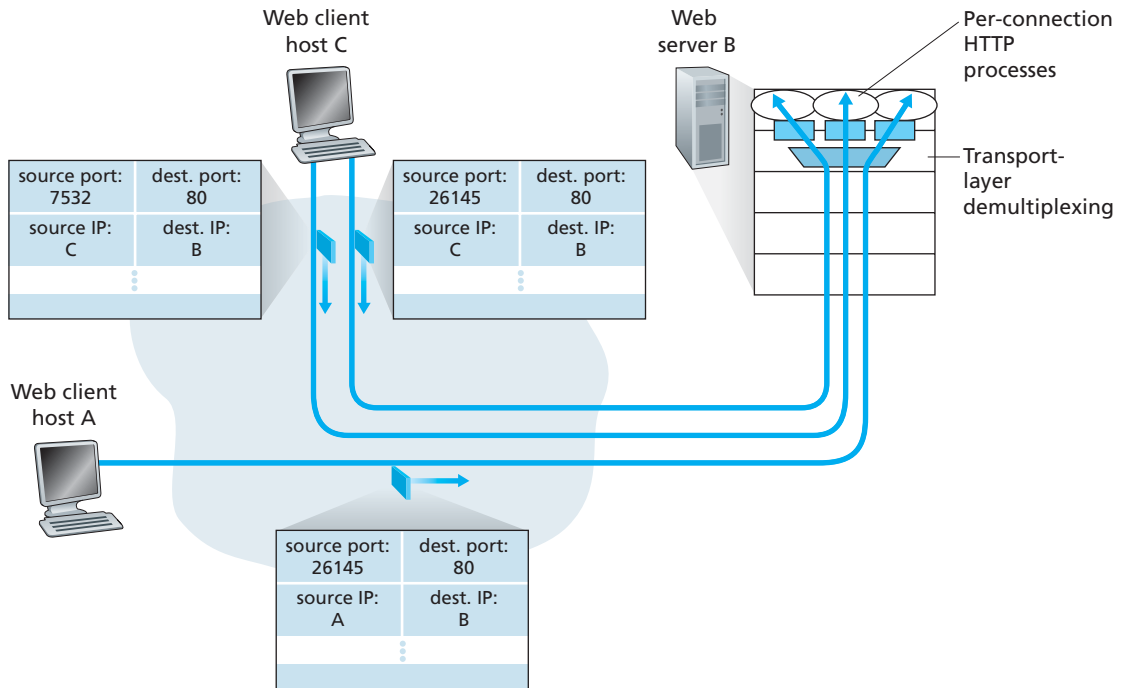 Web client
host C
Web
server B
Per-connection
HTTP
processes
Transport-
layer
demultiplexing
source port:
7532
dest. port:
80
source IP:
C
dest. IP:
B
source port:
26145
dest. port:
80
source IP:
C
dest. IP:
B
Web client
host A
source port:
26145
dest. port:
80
source IP:
A
dest. IP:
B